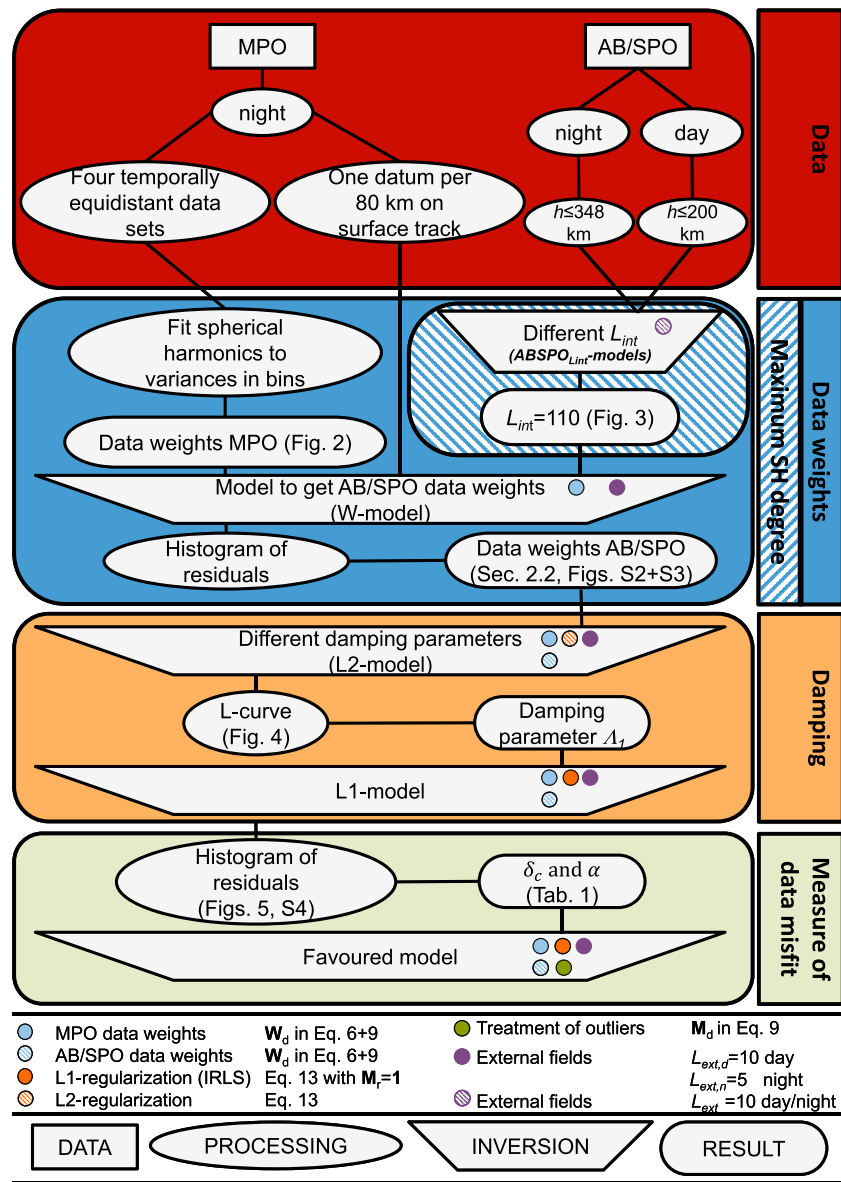 MPO
AB/SPO
night
night
day
Four temporally
equidistant data
sets
One datum per
80 km on
surface track
h≤348
km
h≤200
km
Data
Fit spherical
harmonics to
variances in bins
Different Lint
(ABSPOLint-models)
Data weights MPO (Fig. 2)
Lint=110 (Fig. 3)
Model to get AB/SPO data weights
(W-model)
Histogram of
residuals
Data weights AB/SPO
(Sec. 2.2, Figs. S2+S3)
Maximum SH degree
Data weights
Different damping parameters
(L2-model)
L-curve
(Fig. 4)
Damping
parameter Λ1
L1-model
Damping
Histogram of
residuals
(Figs. 5, S4)
δc and α
(Tab. 1)
Favoured model
Measure of
data misfit
MPO data weights Wd in Eq. 6+9
AB/SPO data weights Wd in Eq. 6+9
L1-regularization (IRLS) Eq. 13 with Mr=1
L2-regularization Eq. 13
Treatment of outliers Md in Eq. 9
External fields Lext,d=10 day
Lext,n=5 night
External fields Lext =10 day/night
DATA
PROCESSING
INVERSION
RESULT